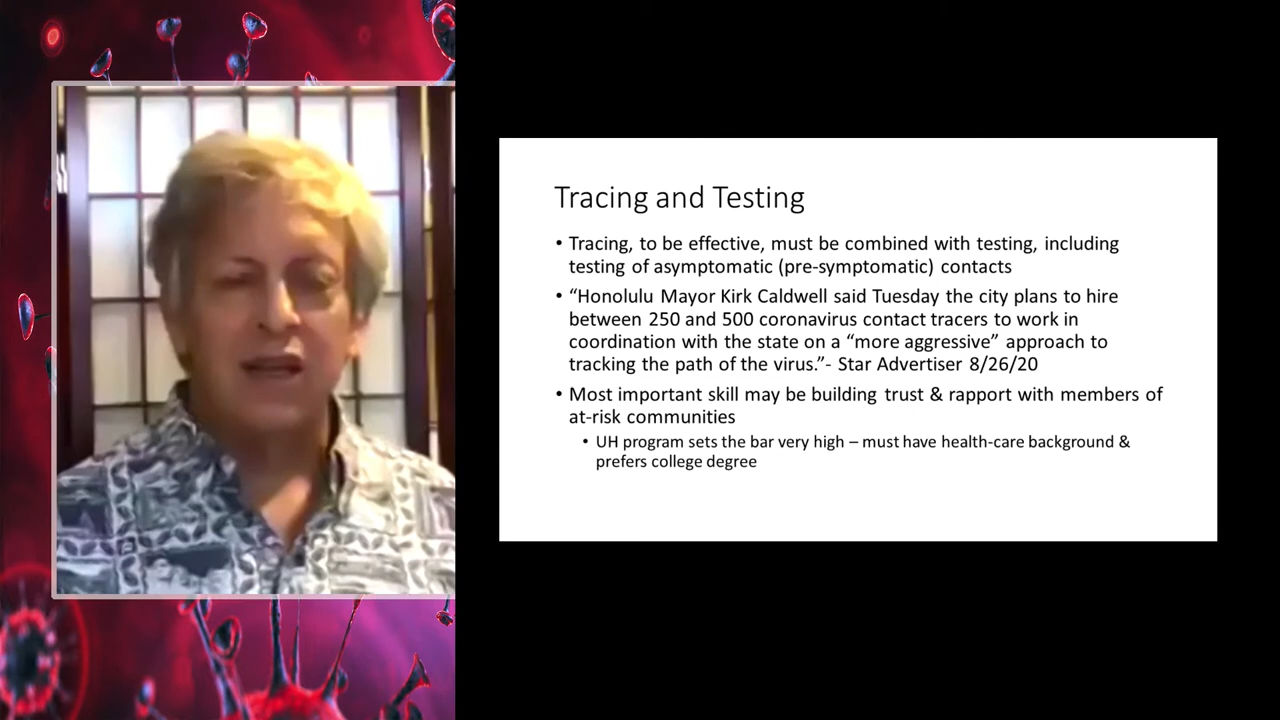 Tracing and Testing
• Tracing, to be effective, must be combined with testing, including
testing of asymptomatic (pre-symptomatic) contacts
• “Honolulu Mayor Kirk Caldwell said Tuesday the city plans to hire
between 250 and 500 coronavirus contact tracers to work in
coordination with the state on a “more aggressive” approach to
tracking the path of the virus.”- Star Advertiser 8/26/20
• Most important skill may be building trust & rapport with members of
at-risk communities
• UH program sets the bar very high – must have health-care background &
prefers college degree